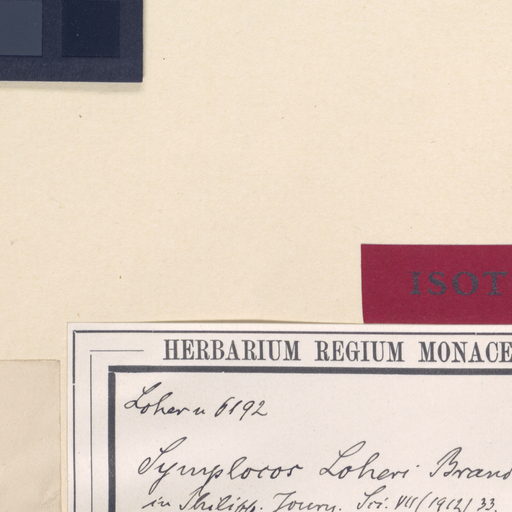 ISOT
HERBARIUM REGIUM MONACE
Loher n 6192
Symplocos Loheri Brand
in Philipp. Journ. Sci. VII (1912) 33.